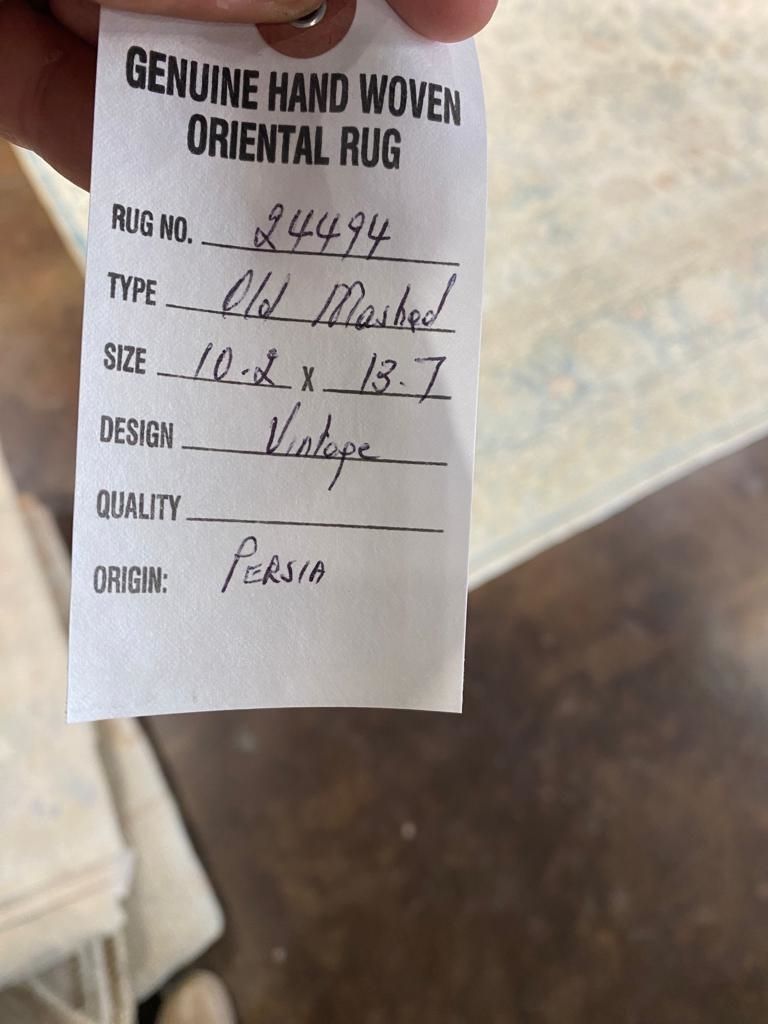 GENUINE HAND WOVEN
ORIENTAL RUG
RUG NO. 24494
TYPE Old Mashed
SIZE 10.2 x 13.7
DESIGN Vintage
QUALITY
ORIGIN: PERSIA